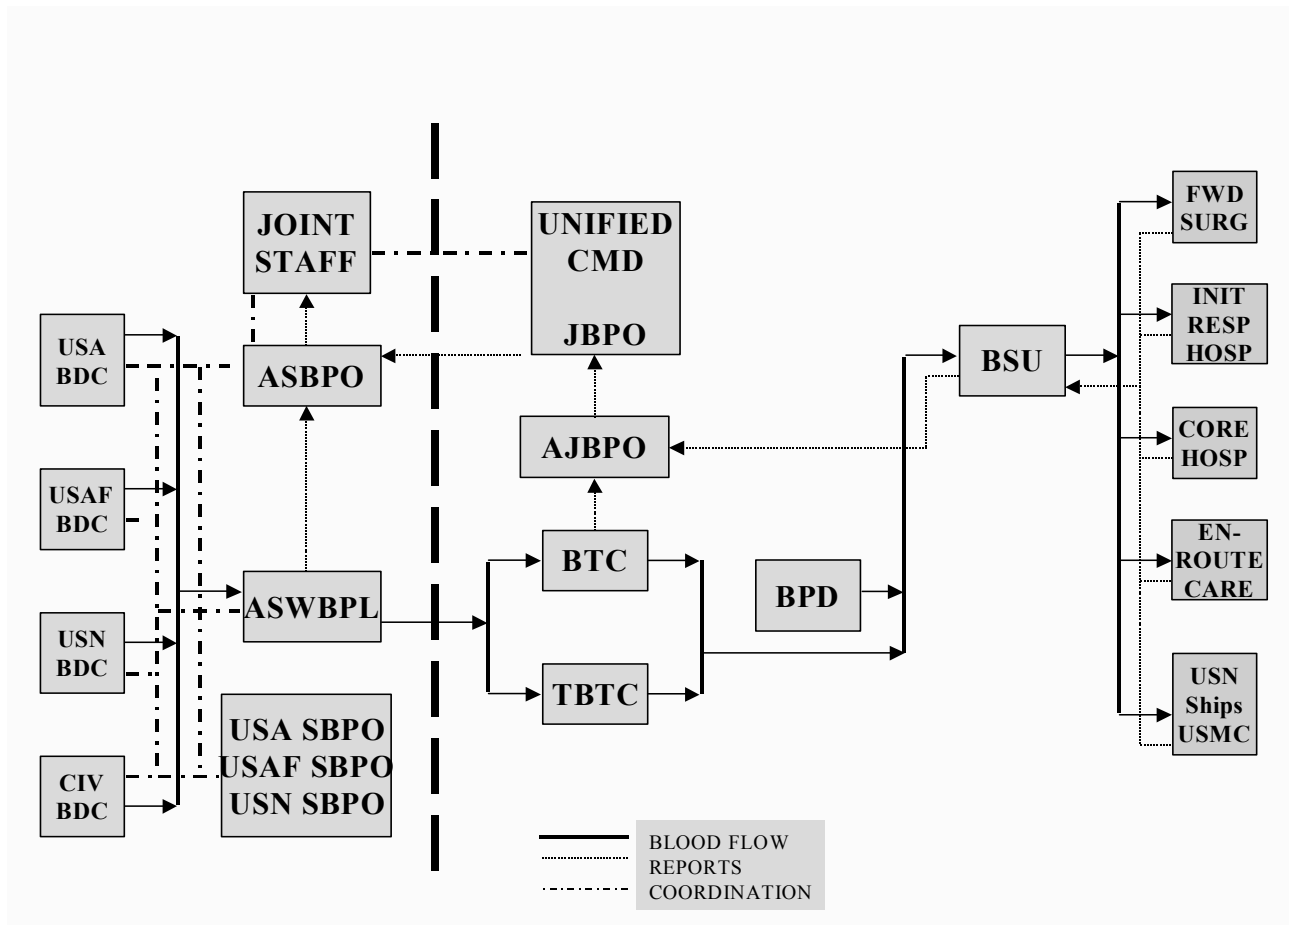 JOINT
STAFF
UNIFIED
CMD
JBPO
FWD
SURG
INIT
RESP
HOSP
USA
BDC
ASBPO
BSU
AJBPO
CORE
HOSP
USAF
BDC
BTC
BPD
EN-
ROUTE
CARE
ASWBPL
USN
BDC
TBTC
USN
Ships
USMC
USA SBPO
USAF SBPO
USN SBPO
CIV
BDC
BLOOD FLOW
REPORTS
COORDINATION